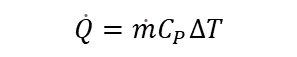 Q̇ = ṁC_P ΔT